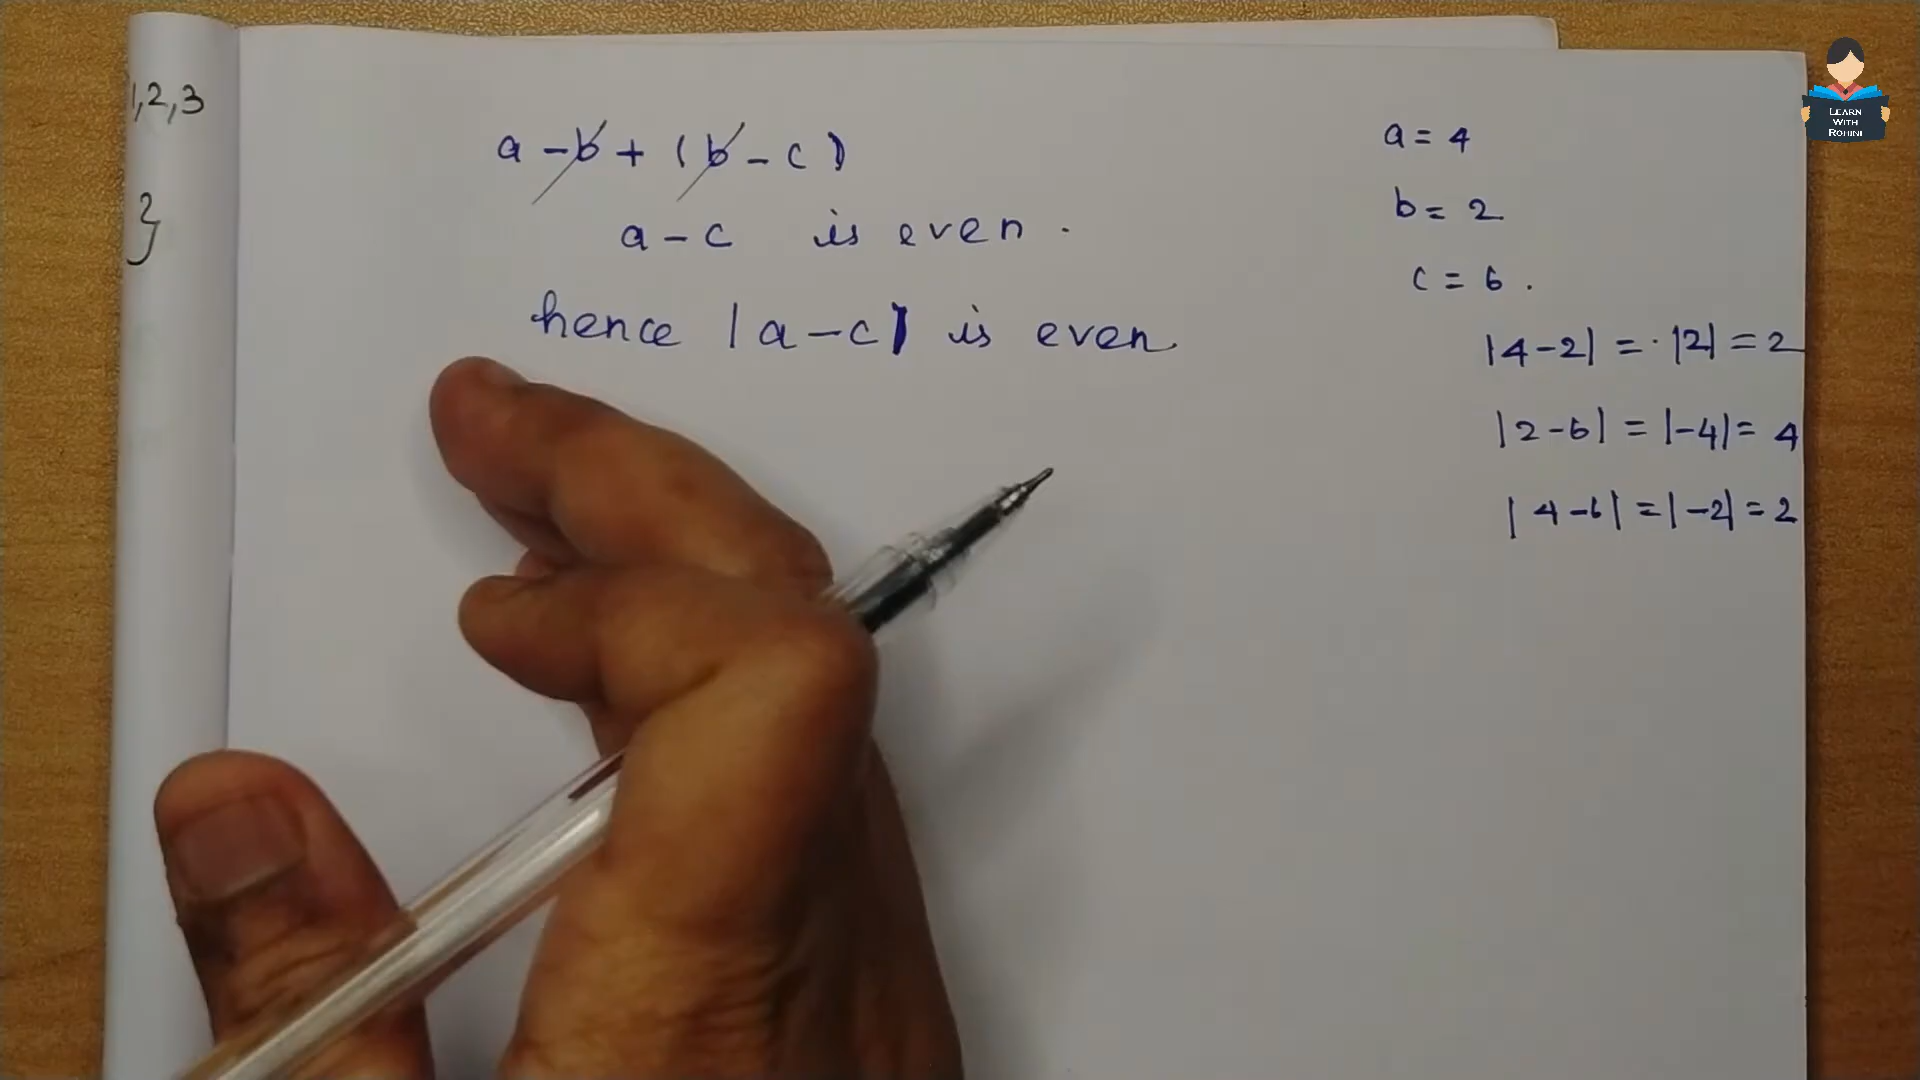 1,2,3
}
a - b + (b - c)
a - c is even.
hence |a - c| is even
a = 4
b = 2
c = 6.
|4-2| = |2| = 2
|2-6| = |-4| = 4
|4-6| = |-2| = 2
LEARN
WITH
ROHINI